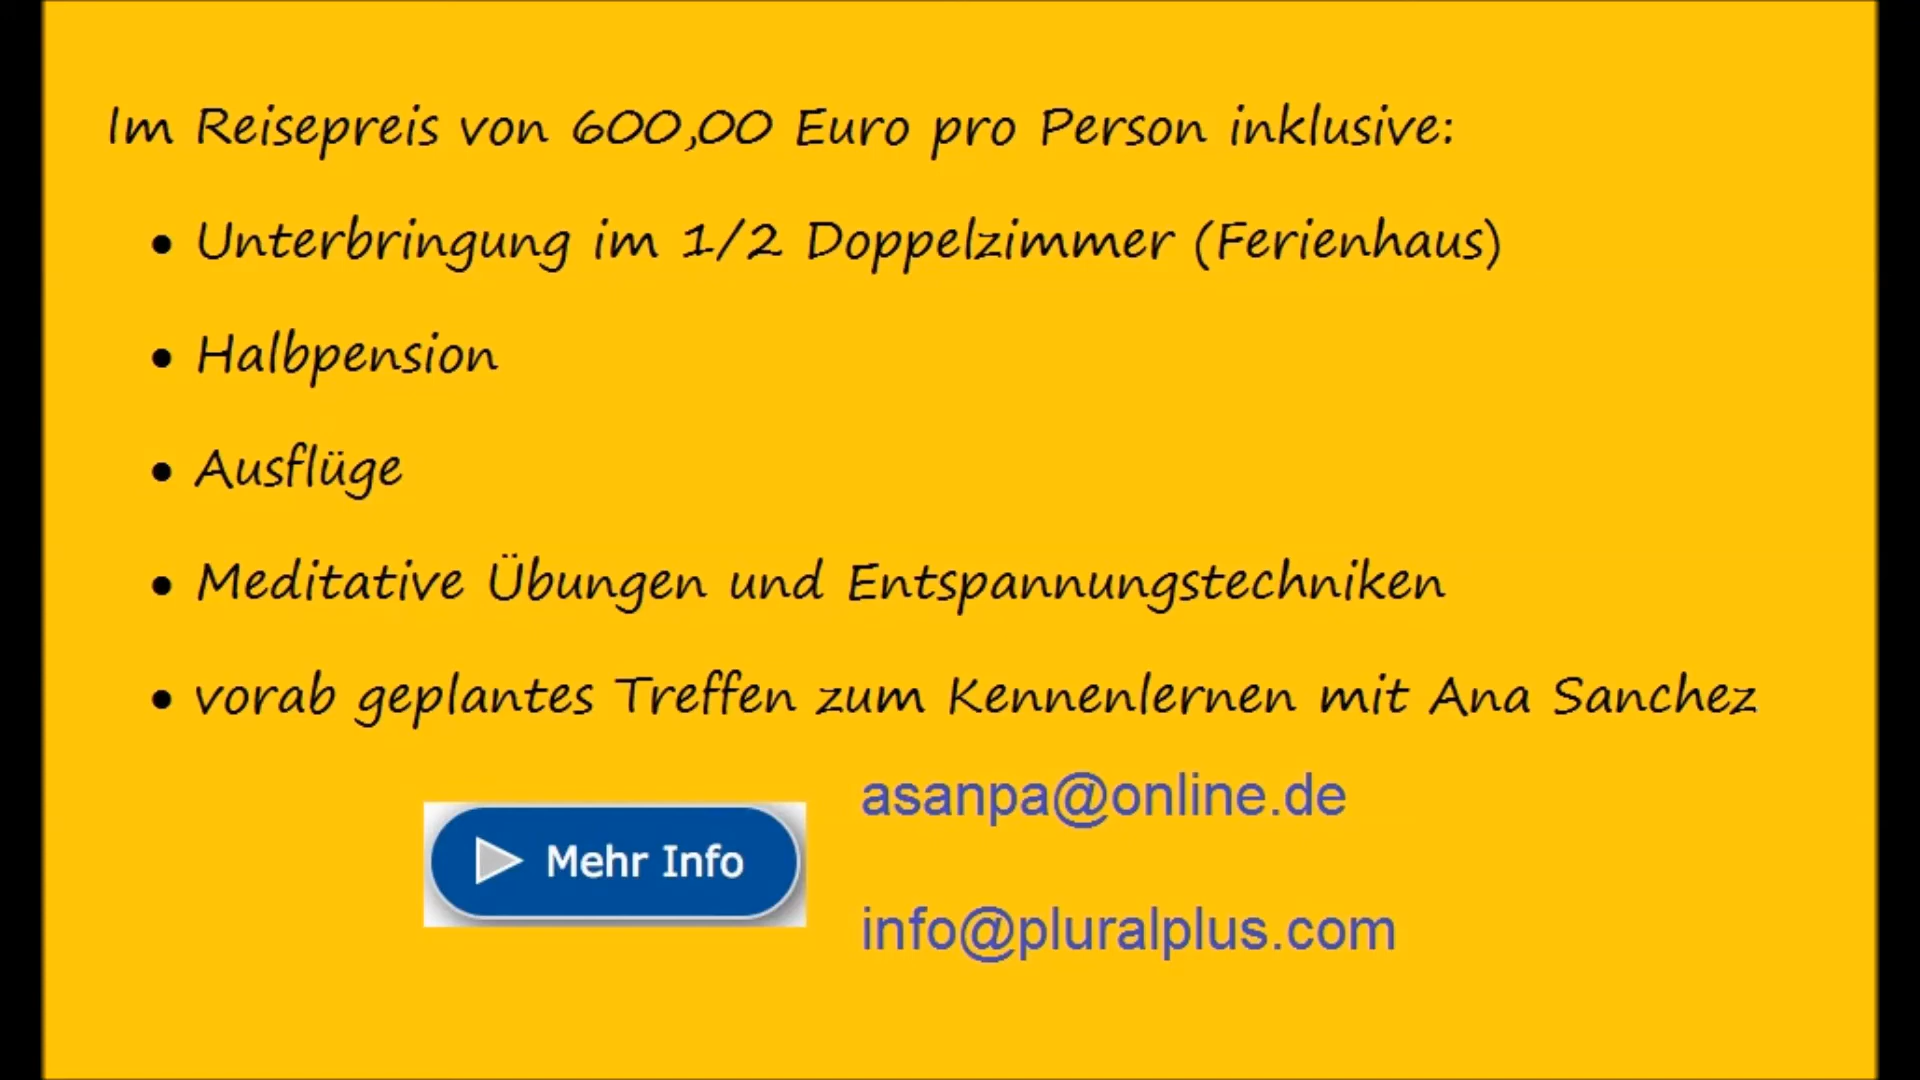 Im Reisepreis von 600,00 Euro pro Person inklusive:
• Unterbringung im 1/2 Doppelzimmer (Ferienhaus)
• Halbpension
• Ausflüge
• Meditative Übungen und Entspannungstechniken
• vorab geplantes Treffen zum Kennenlernen mit Ana Sanchez
asanpa@online.de
Mehr Info
info@pluralplus.com